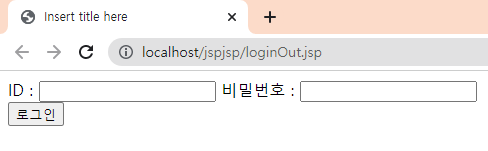 Insert title here
localhost/jspjsp/loginOut.jsp
ID : 비밀번호 :
로그인